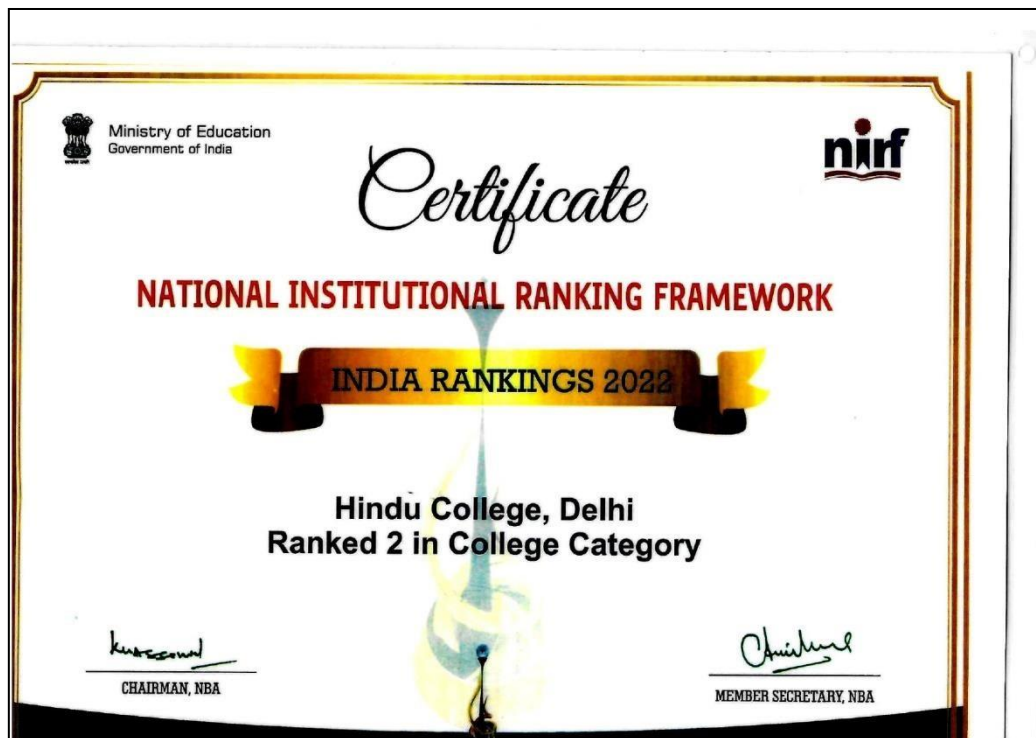 Ministry of Education
Government of India
nirf
Certificate
NATIONAL INSTITUTIONAL RANKING FRAMEWORK
INDIA RANKINGS 2022
Hindu College, Delhi
Ranked 2 in College Category
CHAIRMAN, NBA
MEMBER SECRETARY, NBA